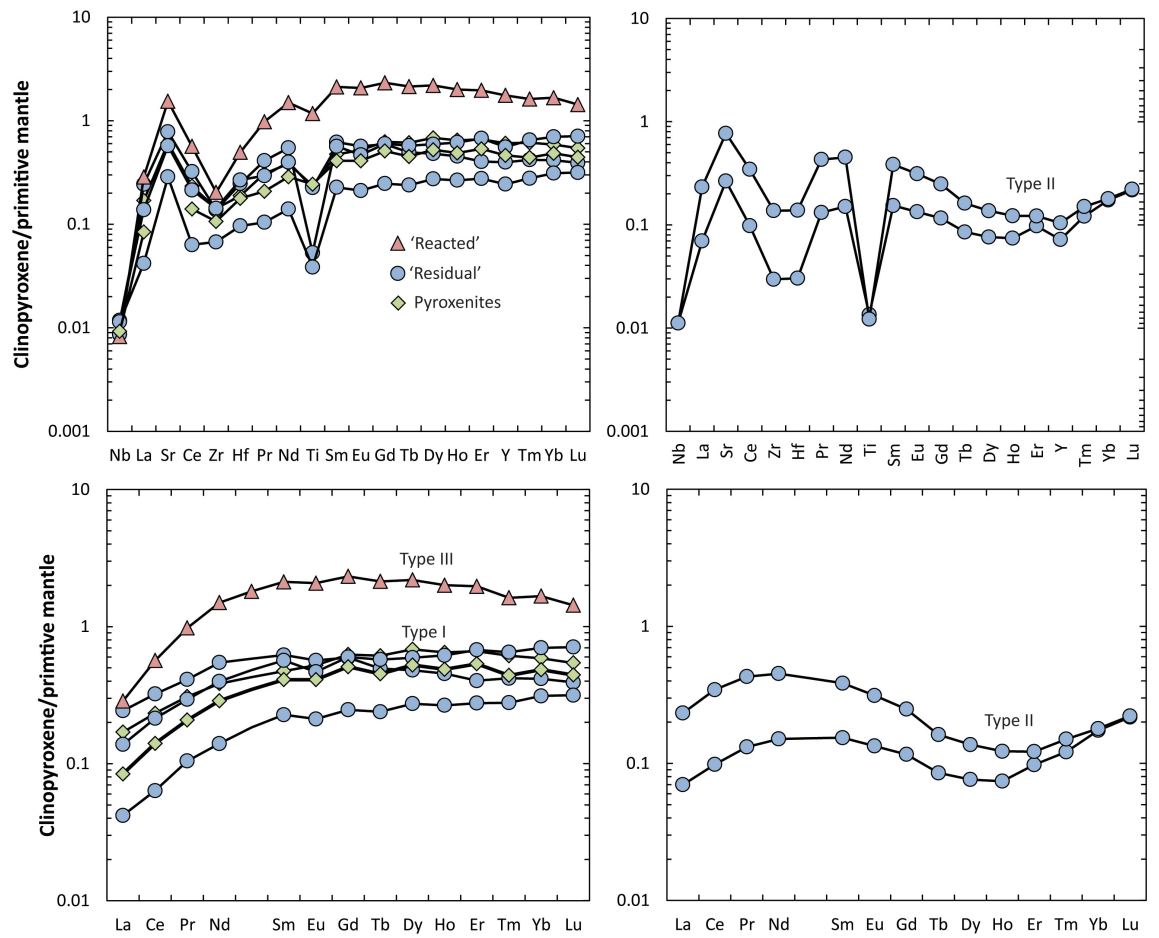 Clinopyroxene/primitive mantle
10
1
0.1
0.01
0.001
'Reacted'
'Residual'
Pyroxenites
Nb La Sr Ce Zr Hf Pr Nd Ti Sm Eu Gd Tb Dy Ho Er Y Tm Yb Lu
10
1
0.1
0.01
0.001
Type II
Nb La Sr Ce Zr Hf Pr Nd Ti Sm Eu Gd Tb Dy Ho Er Y Tm Yb Lu
Clinopyroxene/primtive mantle
10
1
0.1
0.01
Type III
Type I
La Ce Pr Nd Sm Eu Gd Tb Dy Ho Er Tm Yb Lu
10
1
0.1
0.01
Type II
La Ce Pr Nd Sm Eu Gd Tb Dy Ho Er Tm Yb Lu